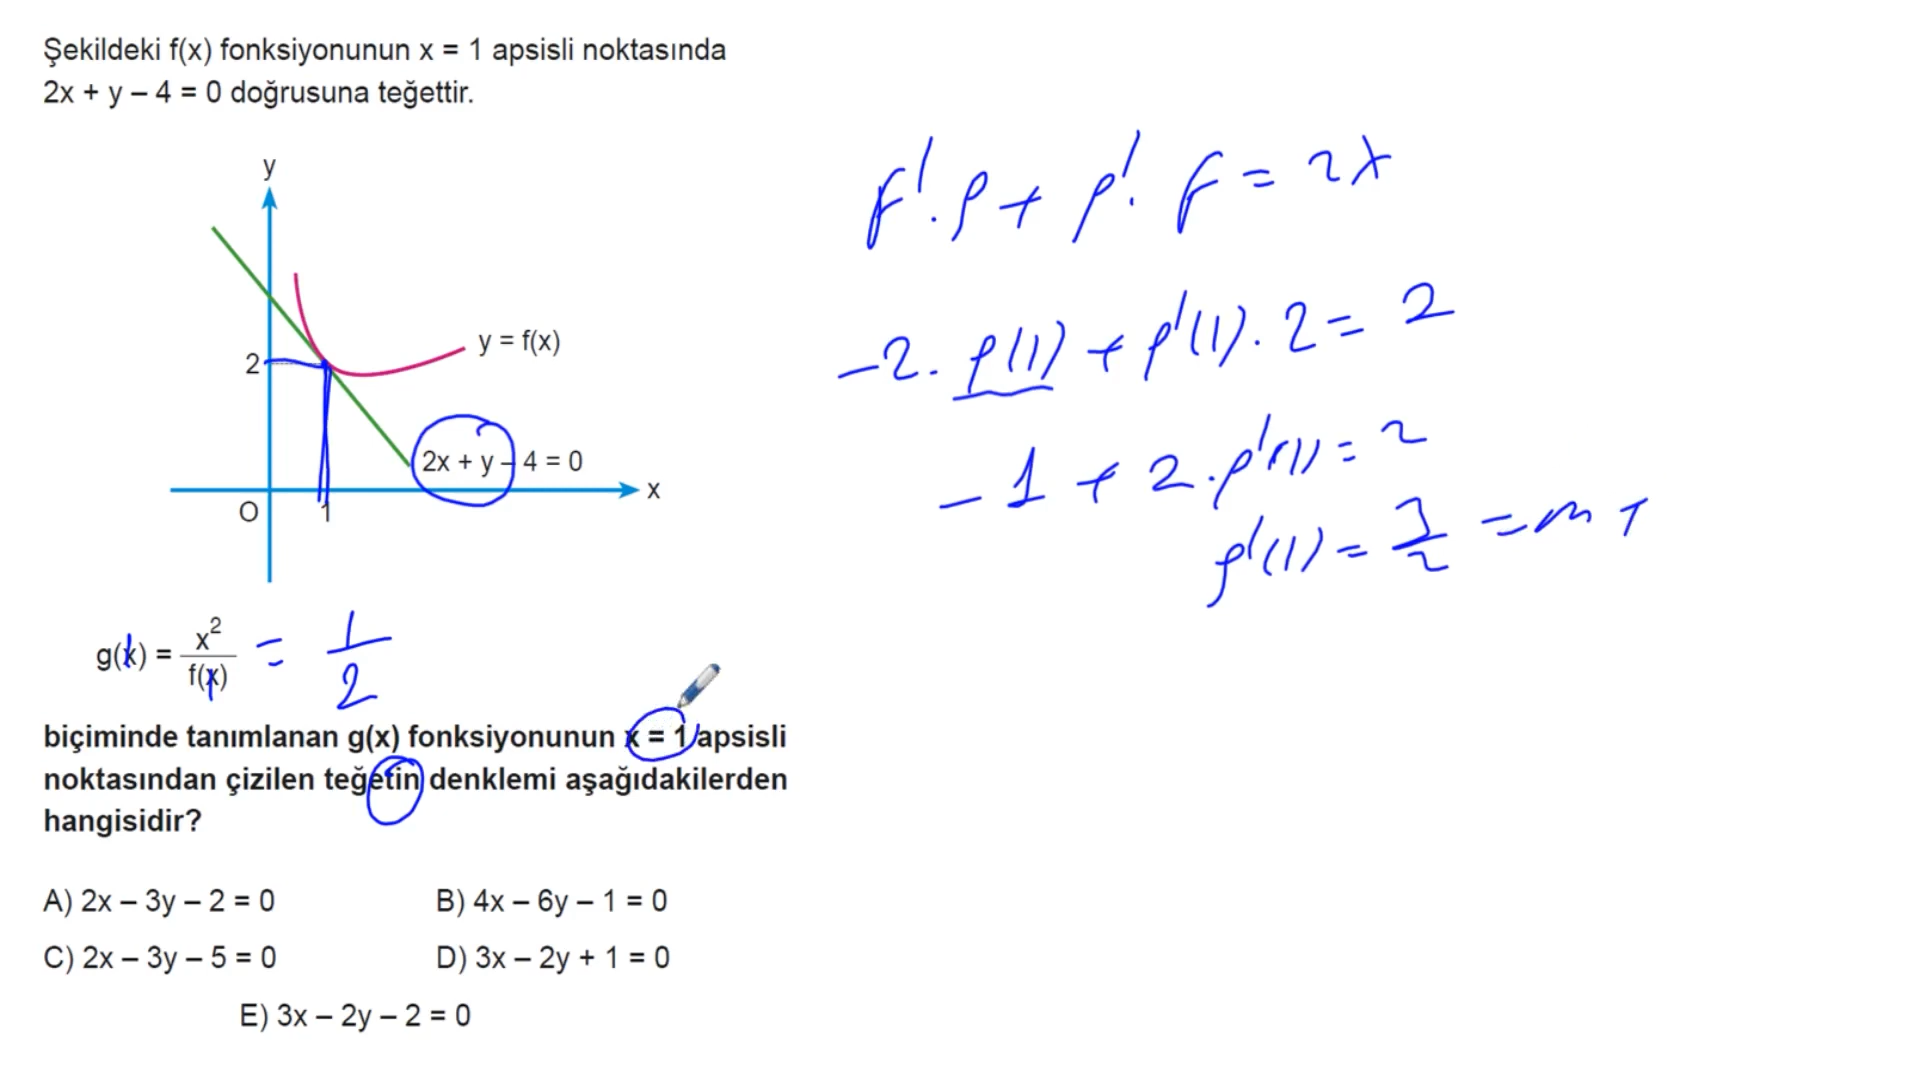 Şekildeki f(x) fonksiyonunun x = 1 apsisli noktasında
2x + y – 4 = 0 doğrusuna teğettir.
y
2
y = f(x)
2x + y – 4 = 0
x
O
1
g(x) = x² / f(x) = 1/2
biçiminde tanımlanan g(x) fonksiyonunun x = 1 apsisli
noktasından çizilen teğetin denklemi aşağıdakilerden
hangisidir?
A) 2x – 3y – 2 = 0
B) 4x – 6y – 1 = 0
C) 2x – 3y – 5 = 0
D) 3x – 2y + 1 = 0
E) 3x – 2y – 2 = 0
f'.g + g'.f = 2x
-2.g(1) + g'(1).2 = 2
-1 + 2.g'(1) = 2
g'(1) = 3/2 = mT